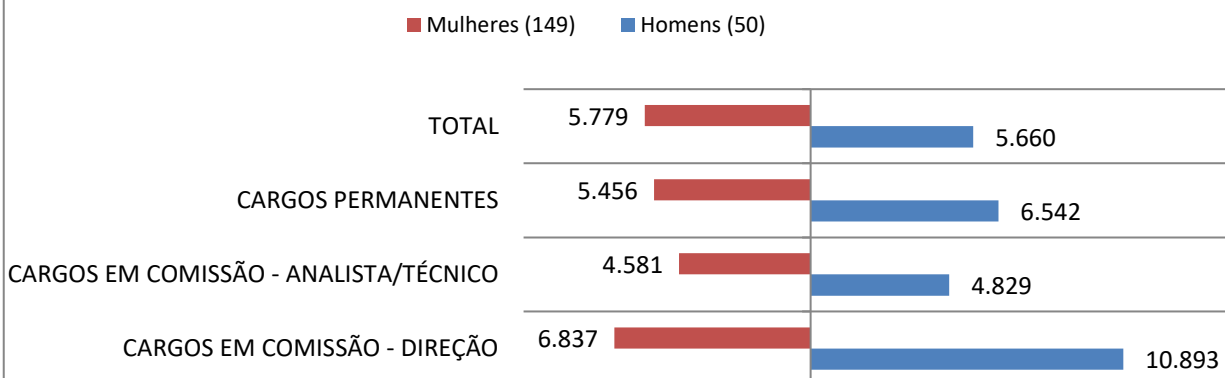 Mulheres (149) Homens (50)
TOTAL 5.779 5.660
CARGOS PERMANENTES 5.456 6.542
CARGOS EM COMISSÃO - ANALISTA/TÉCNICO 4.581 4.829
CARGOS EM COMISSÃO - DIREÇÃO 6.837 10.893